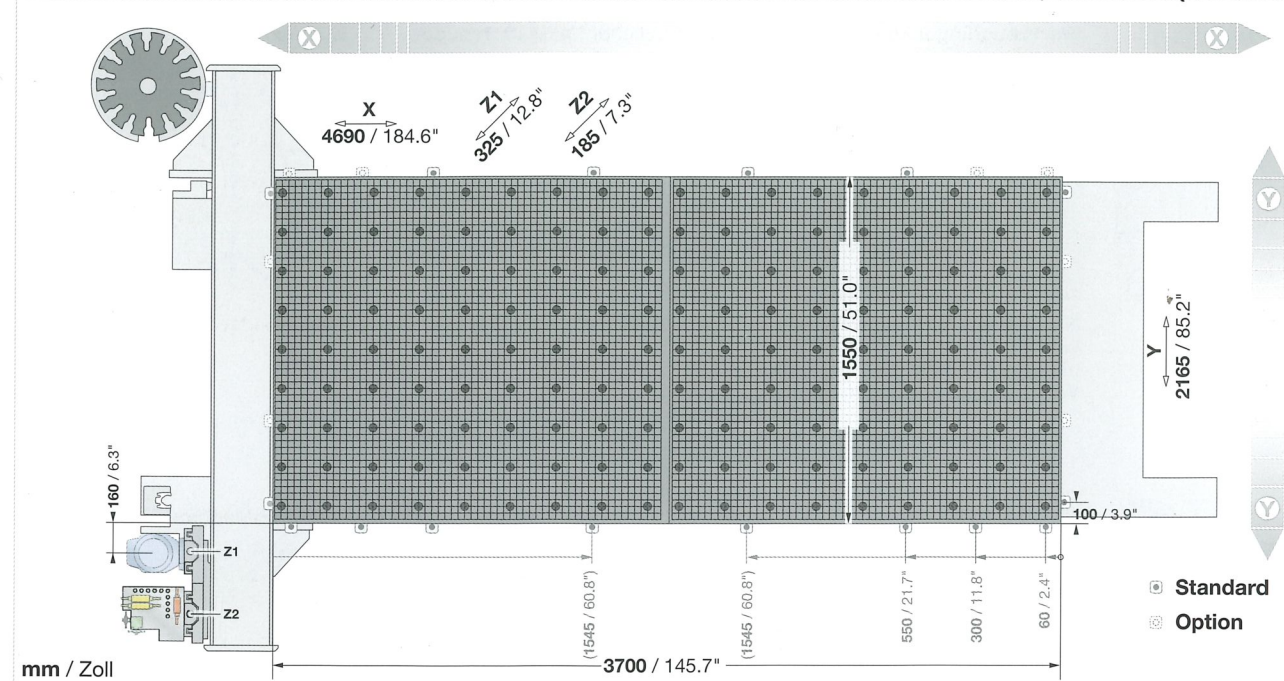 X
X
X
4690 / 184.6"
Z1
325 / 12.8"
Z2
185 / 7.3"
Y
1550 / 51.0"
Y
2165 / 85.2"
160 / 6.3"
100 / 3.9"
Y
Z1
Z2
(1545 / 60.8")
(1545 / 60.8")
550 / 21.7"
300 / 11.8"
60 / 2.4"
Standard
Option
3700 / 145.7"
mm / Zoll